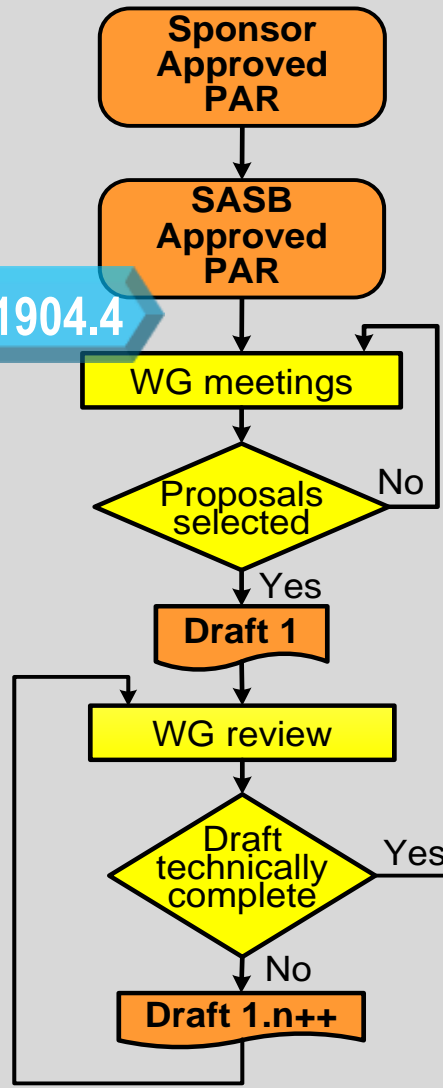 Sponsor
Approved
PAR
SASB
Approved
PAR
1904.4
WG meetings
Proposals
selected
No
Yes
Draft 1
WG review
Draft
technically
complete
Yes
No
Draft 1.n++